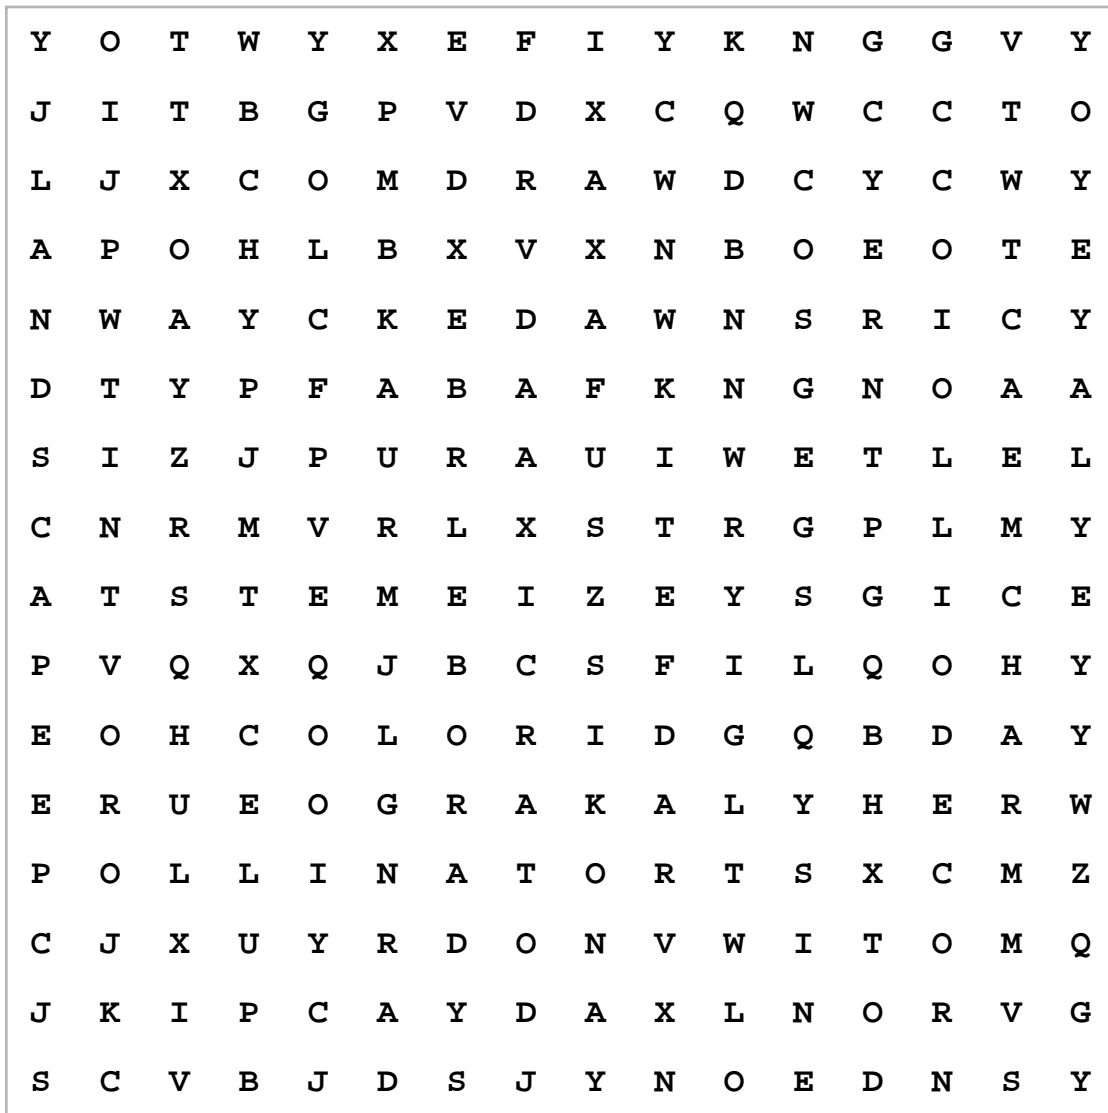 Y O T W Y X E F I Y K N G G V Y
J I T B G P V D X C Q W C C T O
L J X C O M D R A W D C Y C W Y
A P O H L B X V X N B O E O T E
N W A Y C K E D A W N S R I C Y
D T Y P F A B A F K N G N O A A
S I Z J P U R A U I W E T L E L
C N R M V R L X S T R G P L M Y
A T S T E M E I Z E Y S G I C E
P V Q X Q J B C S F I L Q O H Y
E O H C O L O R I D G Q B D A Y
E R U E O G R A K A L Y H E R W
P O L L I N A T O R T S X C M Z
C J X U Y R D O N V W I T O M Q
J K I P C A Y D A X L N O R V G
S C V B J D S J Y N O E D N S Y